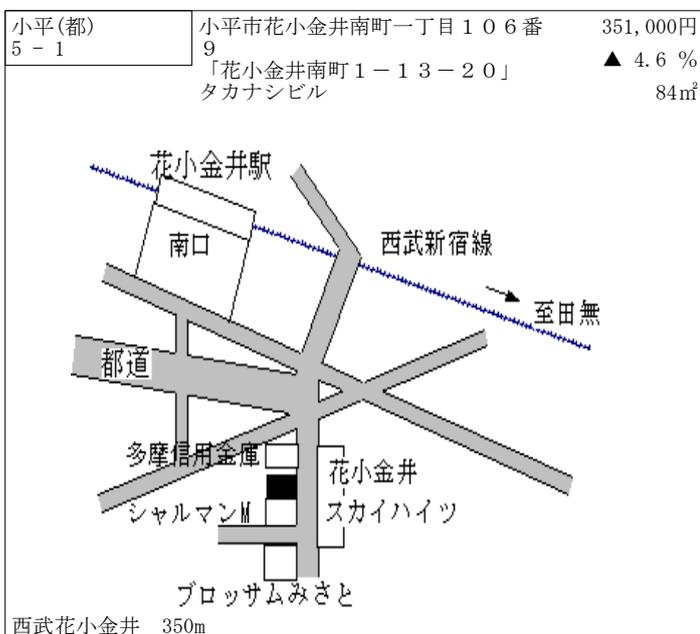 小平(都)
5 - 1
小平市花小金井南町一丁目１０６番
9
「花小金井南町１－１３－２０」
タカナシビル
351,000円
▲ 4.6 %
84㎡
花小金井駅
南口
西武新宿線
至田無
都道
多摩信用金庫
花小金井
スカイハイツ
シャルマンM
ブロッサムみさと
西武花小金井　350m